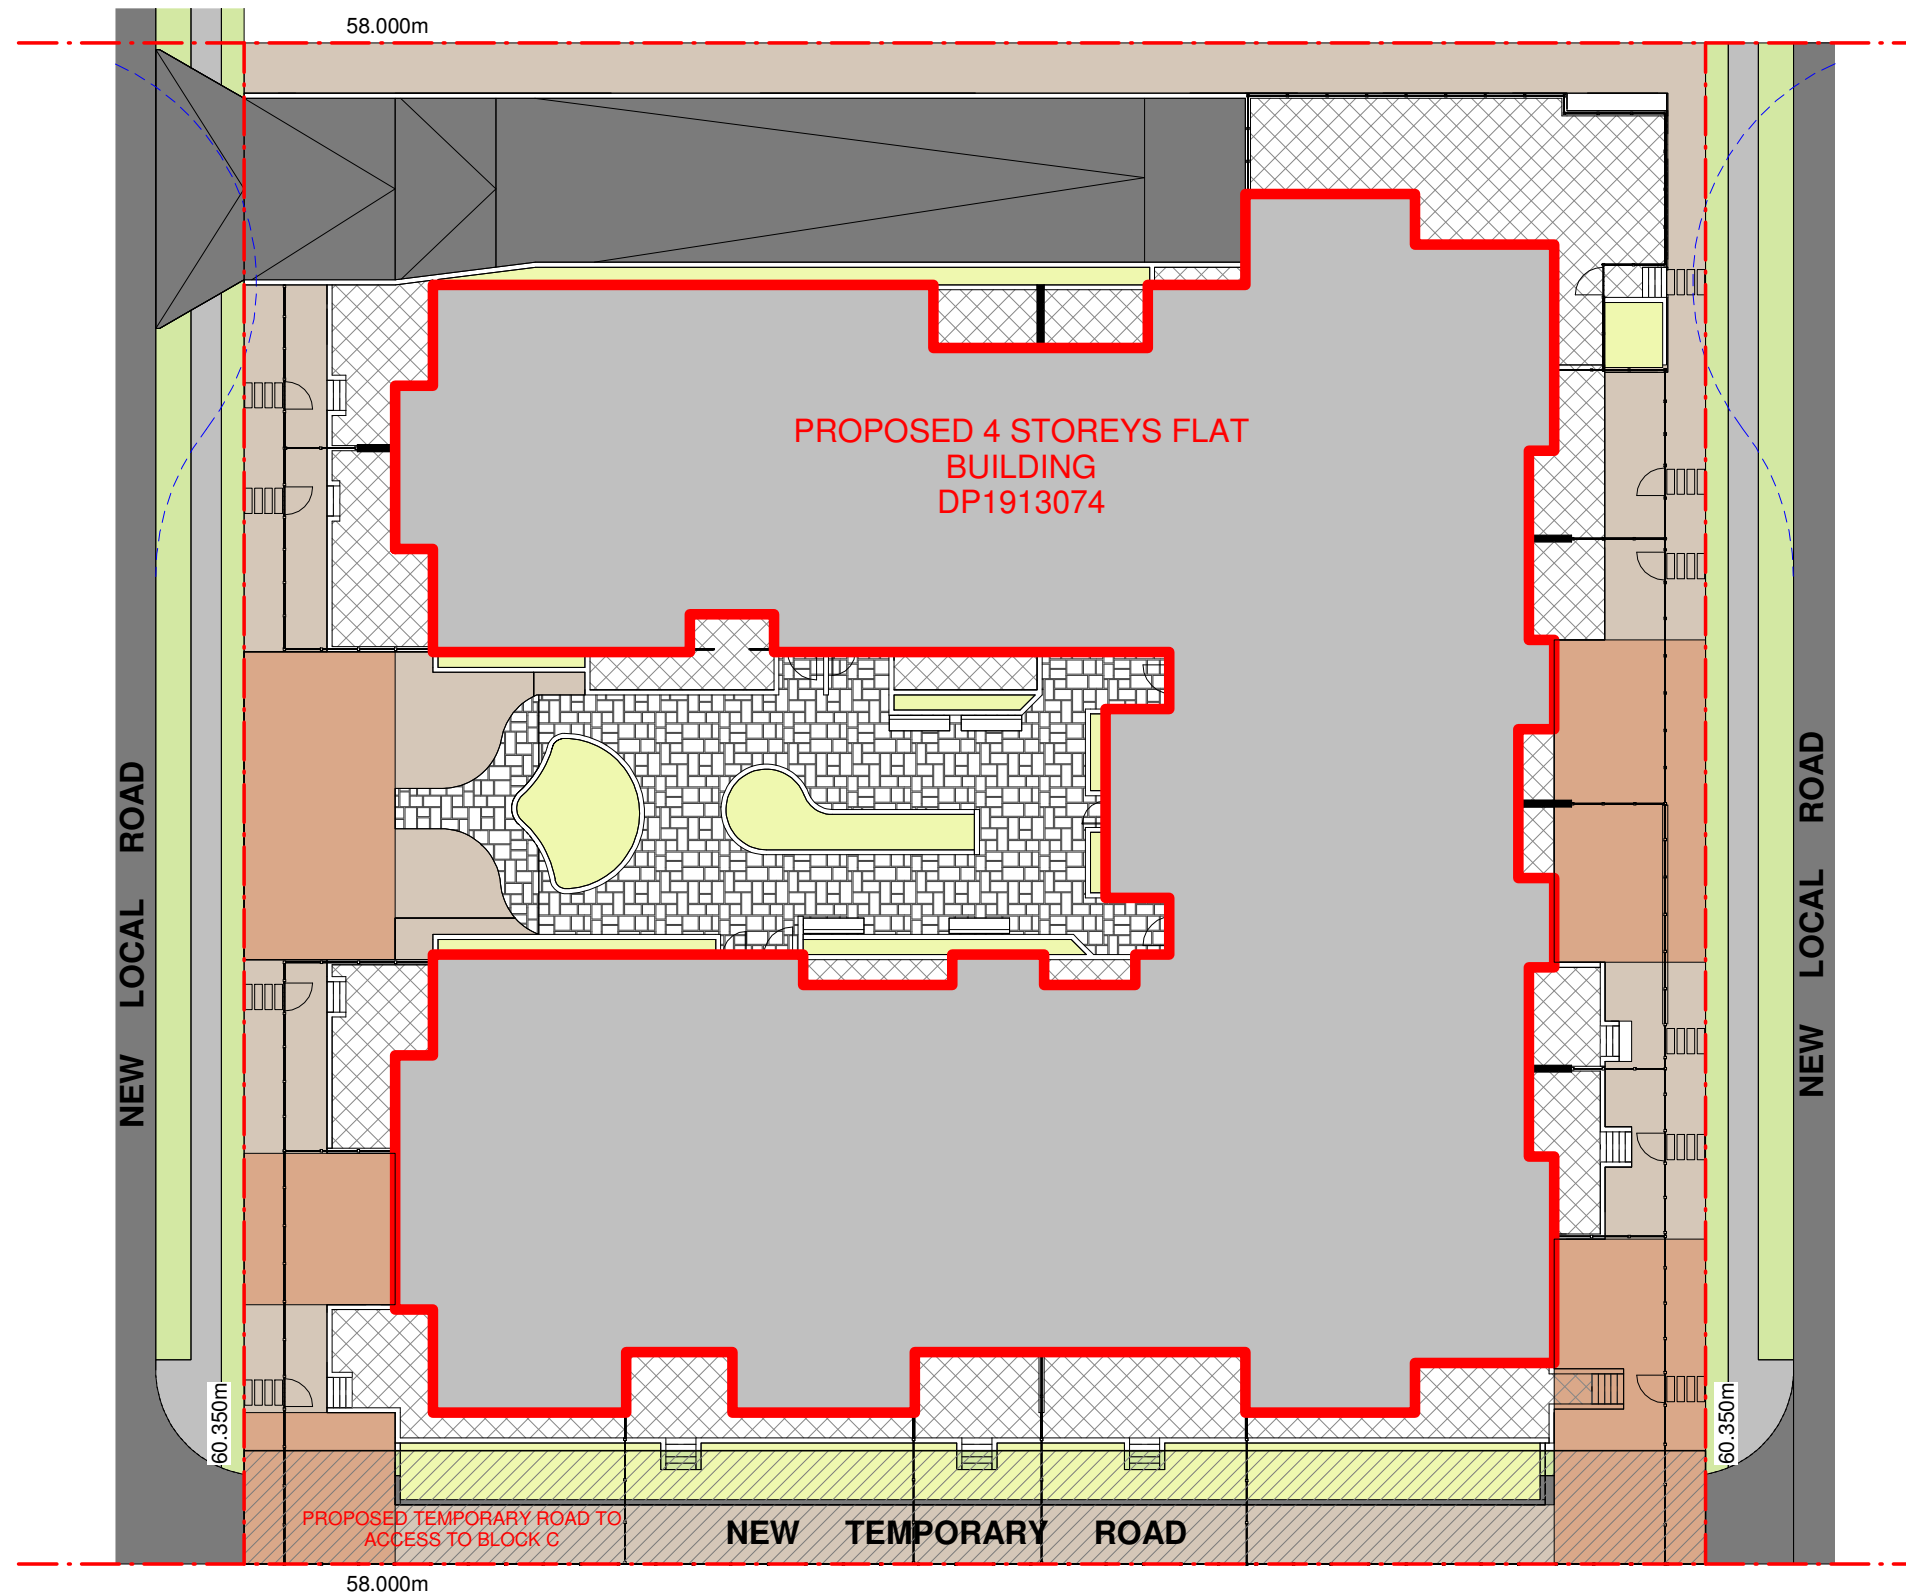 58.000m
PROPOSED 4 STOREYS FLAT
BUILDING
DP1913074
NEW LOCAL ROAD
NEW LOCAL ROAD
60.350m
60.350m
PROPOSED TEMPORARY ROAD TO
ACCESS TO BLOCK C
NEW TEMPORARY ROAD
58.000m